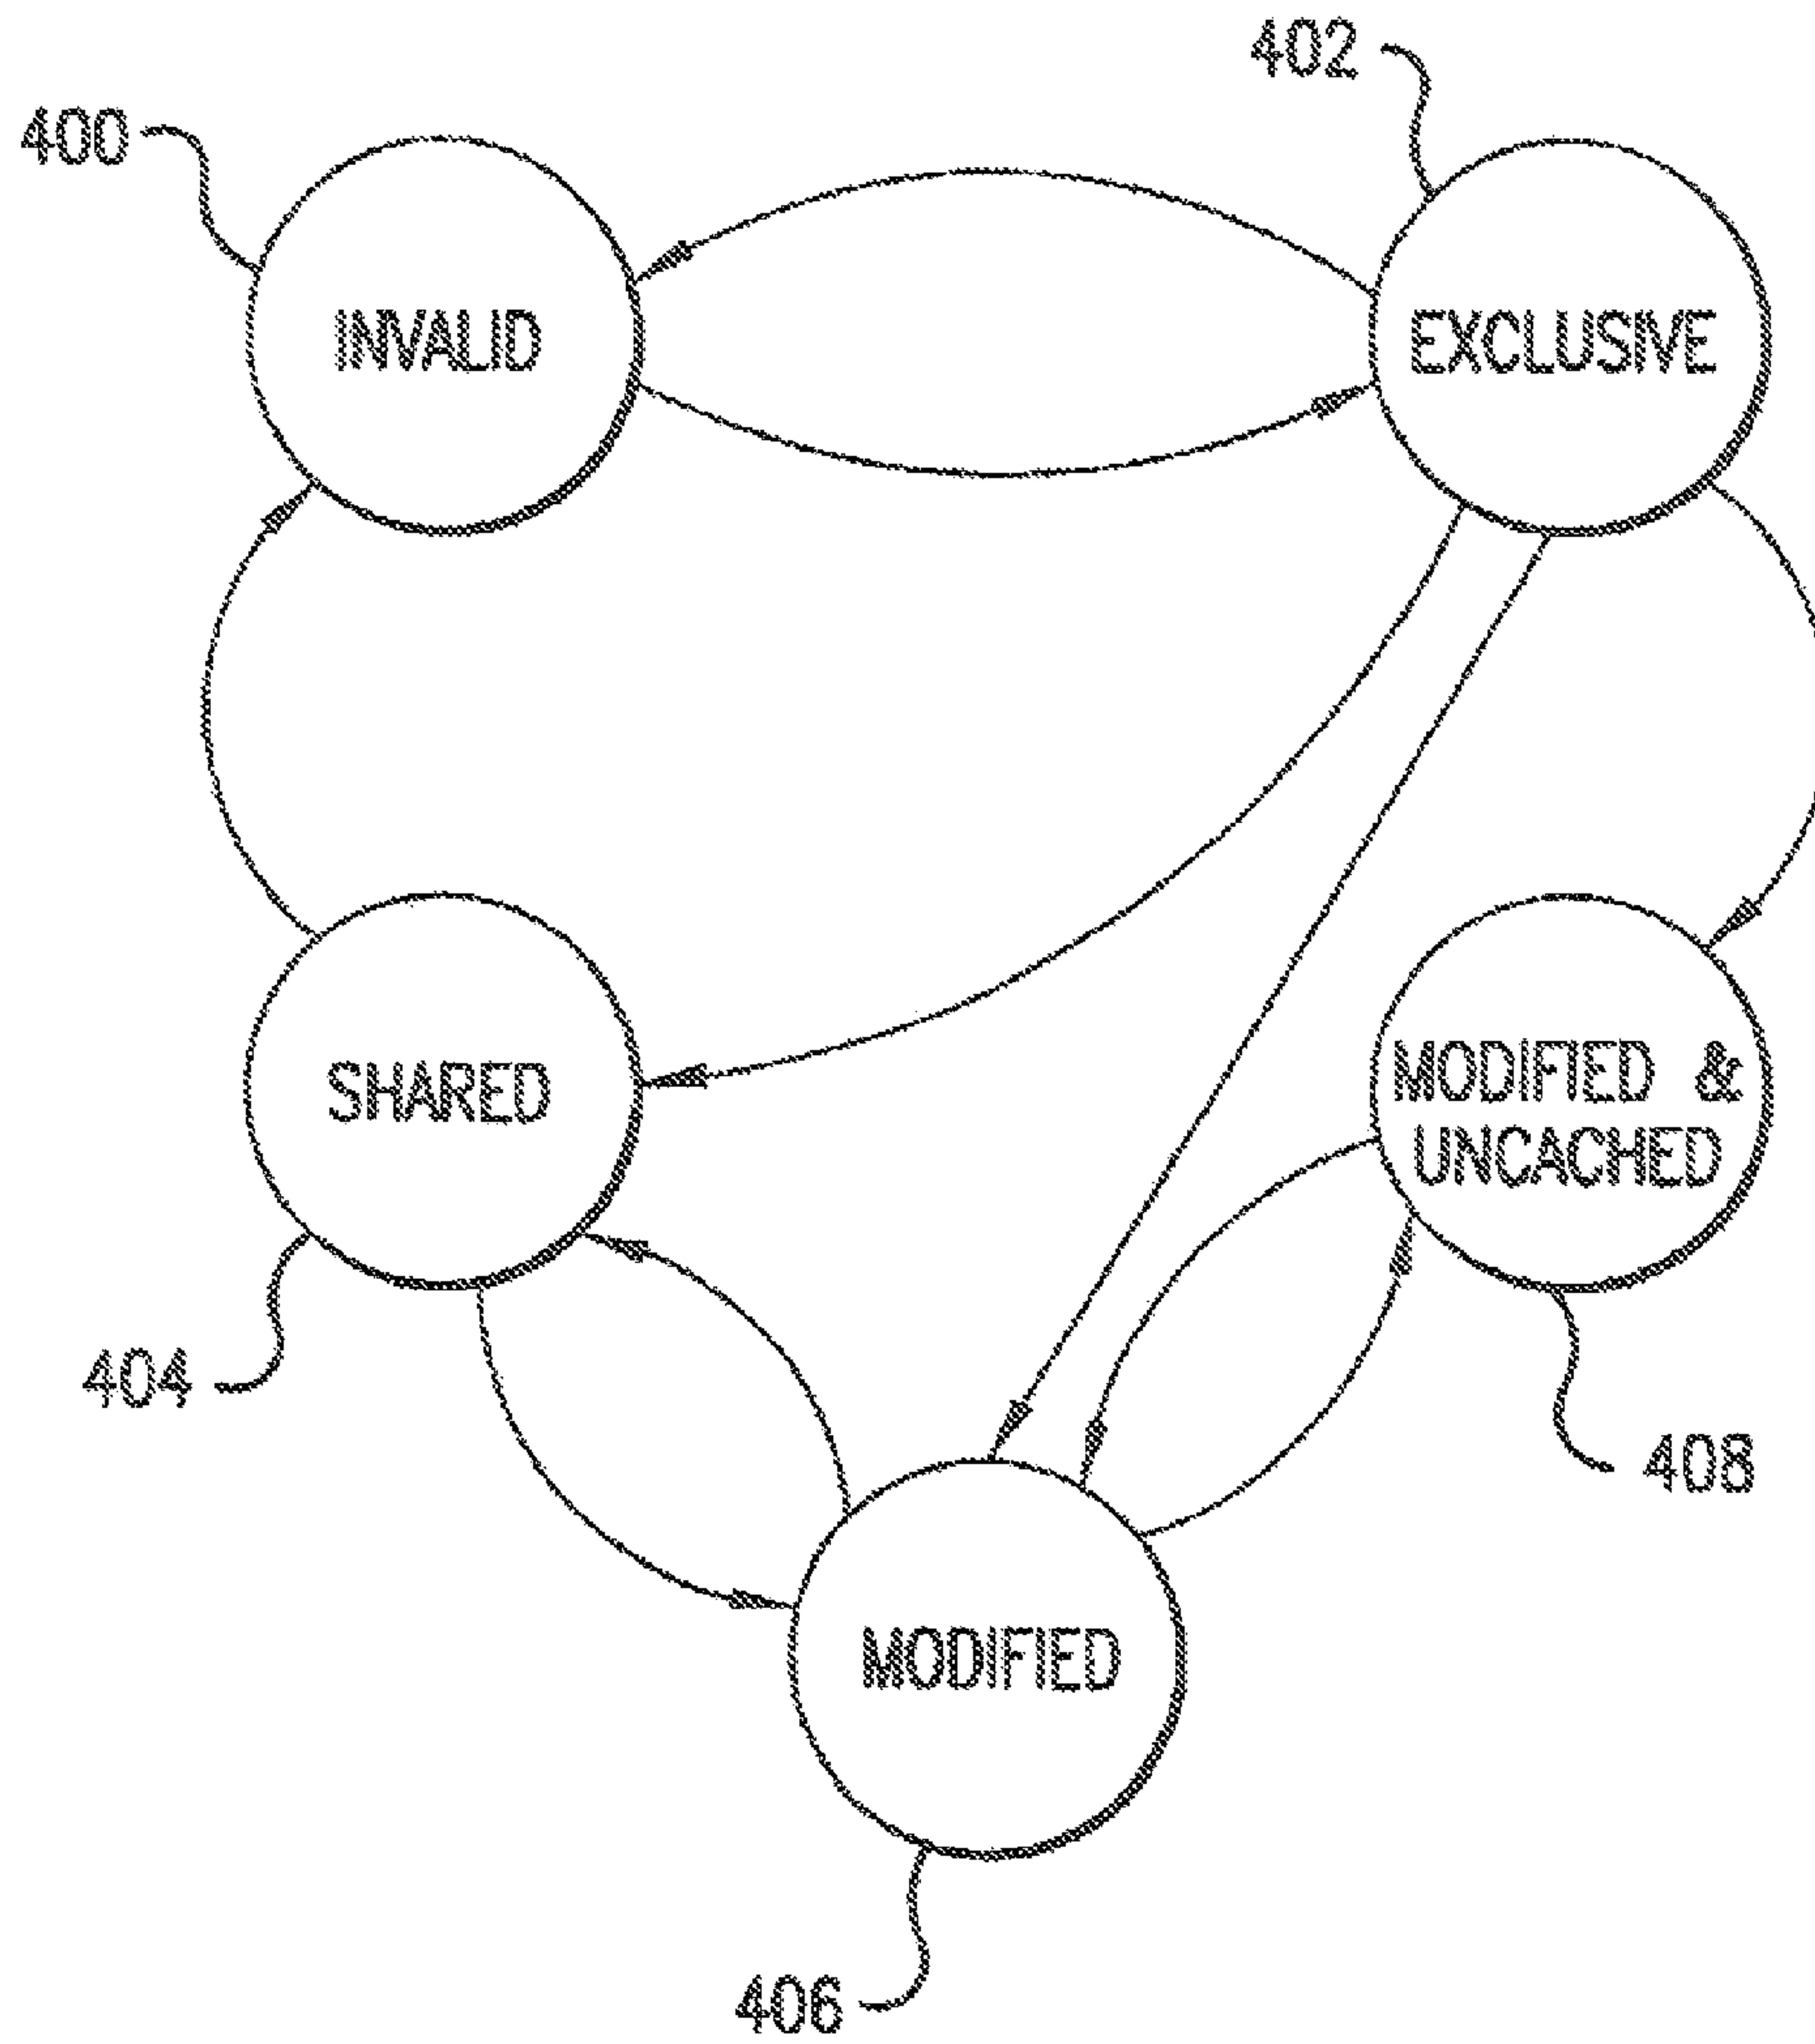 402
400
INVALID
EXCLUSIVE
SHARED
MODIFIED &
UNCACHED
404
408
MODIFIED
406